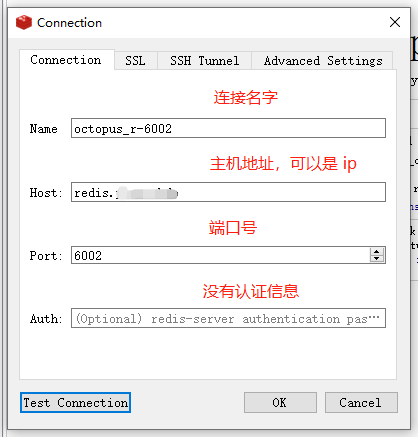 Connection
Connection SSL SSH Tunnel Advanced Settings
连接名字
Name octopus_r-6002
主机地址，可以是 ip
Host: redis.
端口号
Port: 6002
没有认证信息
Auth: (Optional) redis-server authentication pas…
Test Connection OK Cancel